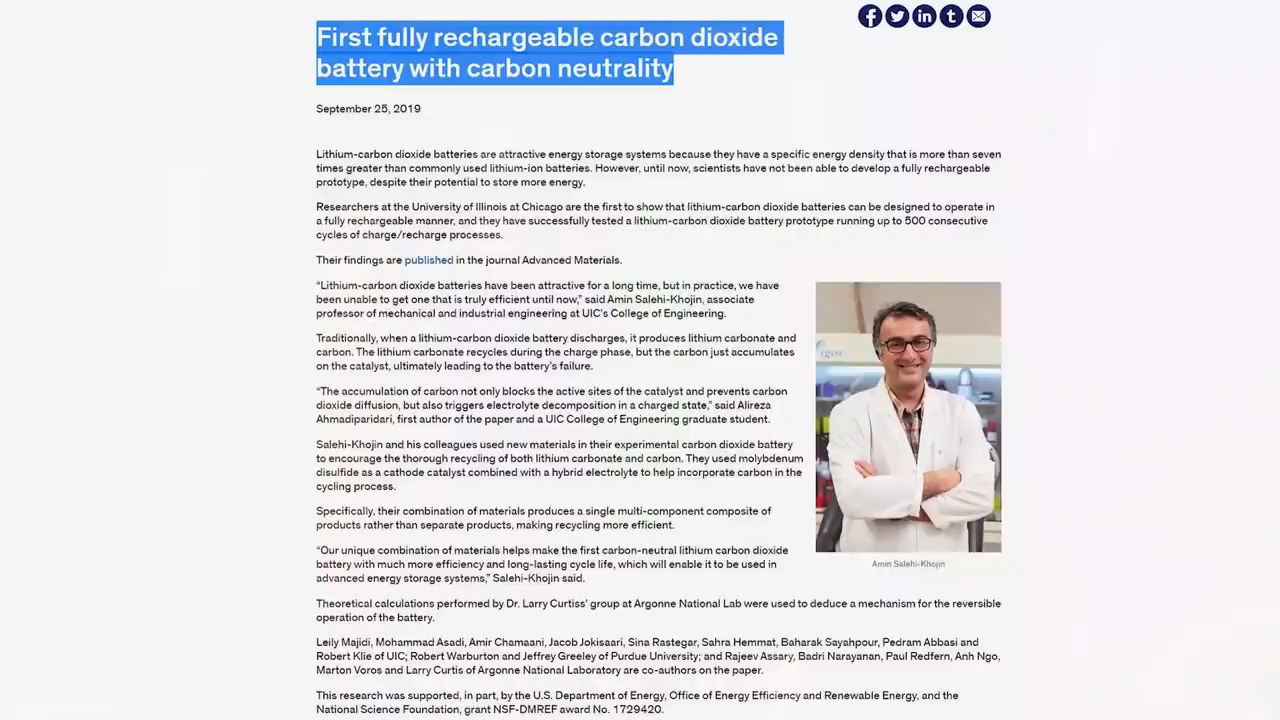 First fully rechargeable carbon dioxide
battery with carbon neutrality
September 25, 2019
Lithium-carbon dioxide batteries are attractive energy storage systems because they have a specific energy density that is more than seven
times greater than commonly used lithium-ion batteries. However, until now, scientists have not been able to develop a fully rechargeable
prototype, despite their potential to store more energy.
Researchers at the University of Illinois at Chicago are the first to show that lithium-carbon dioxide batteries can be designed to operate in
a fully rechargeable manner, and they have successfully tested a lithium-carbon dioxide battery prototype running up to 500 consecutive
cycles of charge/recharge processes.
Their findings are published in the journal Advanced Materials.
“Lithium-carbon dioxide batteries have been attractive for a long time, but in practice, we have
been unable to get one that is truly efficient until now,” said Amin Salehi-Khojin, associate
professor of mechanical and industrial engineering at UIC’s College of Engineering.
Traditionally, when a lithium-carbon dioxide battery discharges, it produces lithium carbonate and
carbon. The lithium carbonate recycles during the charge phase, but the carbon just accumulates
on the catalyst, ultimately leading to the battery’s failure.
“The accumulation of carbon not only blocks the active sites of the catalyst and prevents carbon
dioxide diffusion, but also triggers electrolyte decomposition in a charged state,” said Alireza
Ahmadiparidari, first author of the paper and a UIC College of Engineering graduate student.
Salehi-Khojin and his colleagues used new materials in their experimental carbon dioxide battery
to encourage the thorough recycling of both lithium carbonate and carbon. They used molybdenum
disulfide as a cathode catalyst combined with a hybrid electrolyte to help incorporate carbon in the
cycling process.
Specifically, their combination of materials produces a single multi-component composite of
products rather than separate products, making recycling more efficient.
“Our unique combination of materials helps make the first carbon-neutral lithium carbon dioxide
battery with much more efficiency and long-lasting cycle life, which will enable it to be used in
advanced energy storage systems,” Salehi-Khojin said.
Amin Salehi-Khojin
Theoretical calculations performed by Dr. Larry Curtiss’ group at Argonne National Lab were used to deduce a mechanism for the reversible
operation of the battery.
Leily Majidi, Mohammad Asadi, Amir Chamaani, Jacob Jokisaari, Sina Rastegar, Sahra Hemmat, Baharak Sayahpour, Pedram Abbasi and
Robert Klie of UIC; Robert Warburton and Jeffrey Greeley of Purdue University; and Rajeev Assary, Badri Narayanan, Paul Redfern, Anh Ngo,
Marton Voros and Larry Curtis of Argonne National Laboratory are co-authors on the paper.
This research was supported, in part, by the U.S. Department of Energy, Office of Energy Efficiency and Renewable Energy, and the
National Science Foundation, grant NSF-DMREF award No. 1729420.